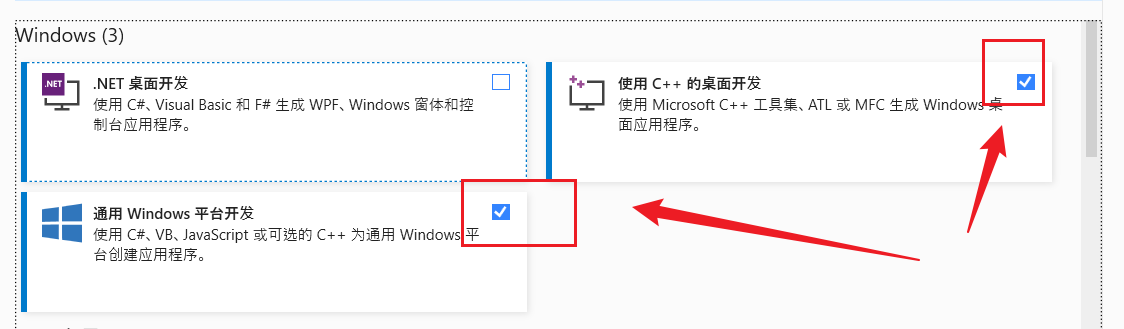 Windows (3)
.NET
.NET 桌面开发
使用 C#、Visual Basic 和 F# 生成 WPF、Windows 窗体和控
制台应用程序。
使用 C++ 的桌面开发
使用 Microsoft C++ 工具集、ATL 或 MFC 生成 Windows 桌
面应用程序。
通用 Windows 平台开发
使用 C#、VB、JavaScript 或可选的 C++ 为通用 Windows 平
台创建应用程序。